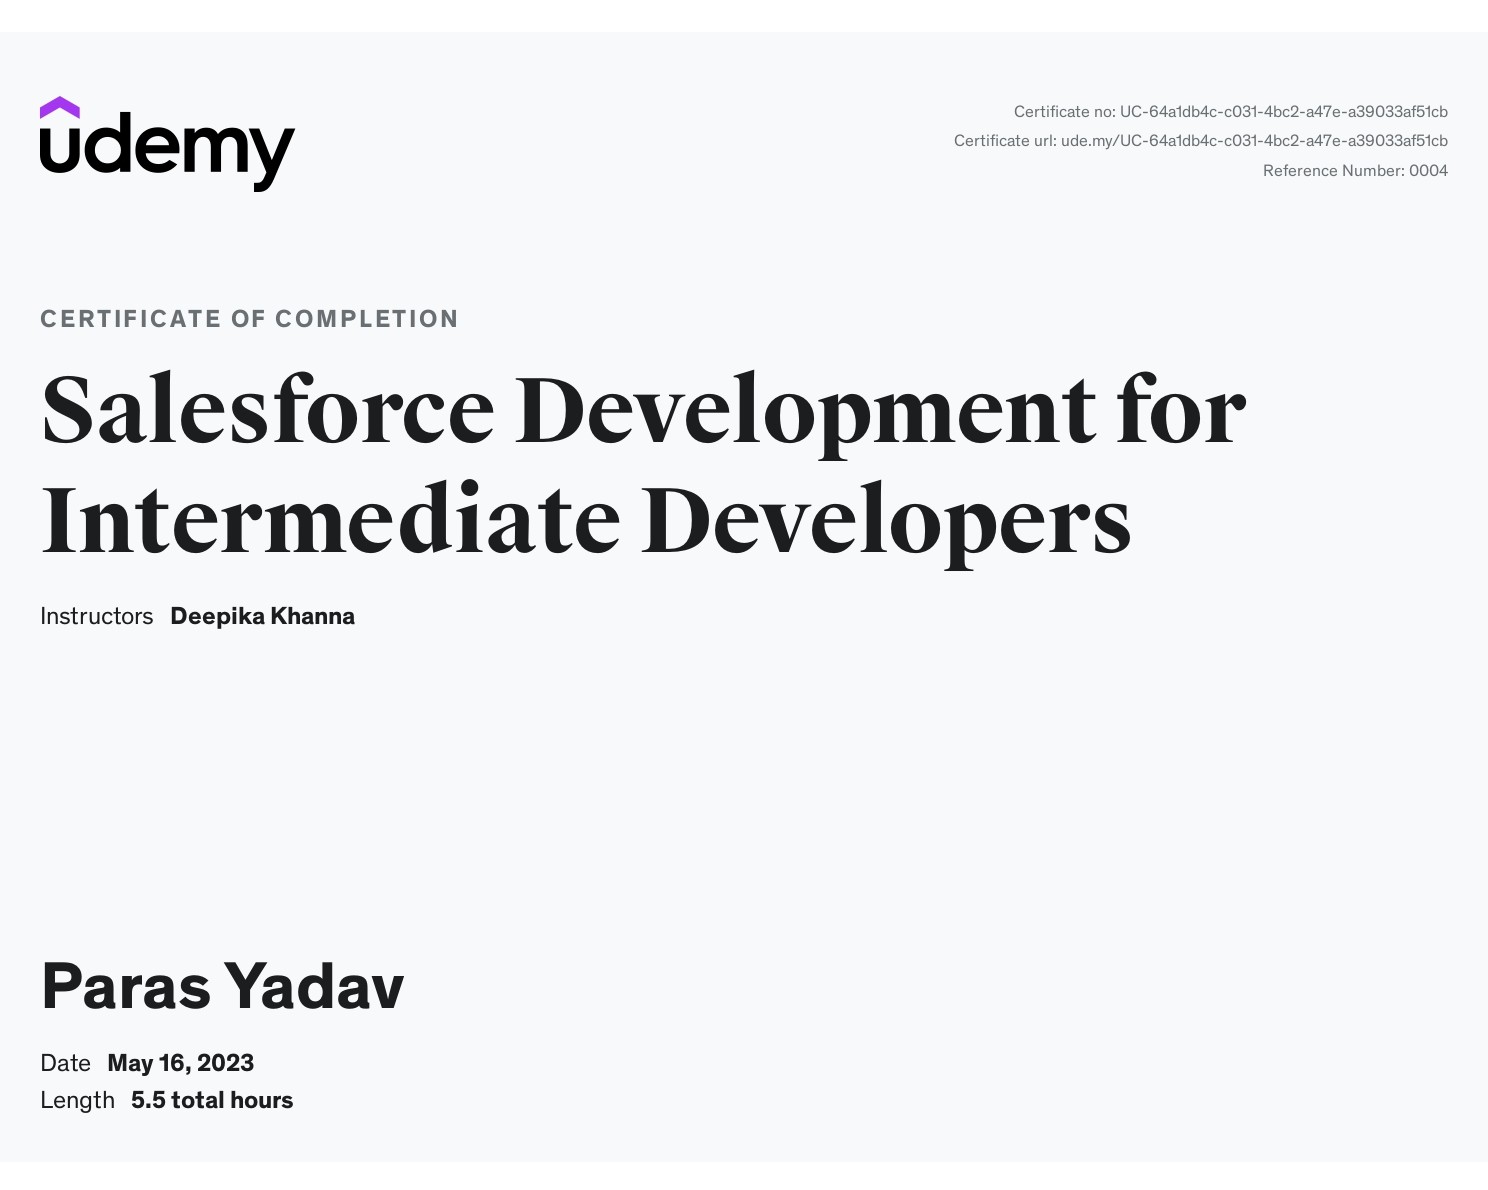 udemy
Certificate no: UC-64a1db4c-c031-4bc2-a47e-a39033af51cb
Certificate url: ude.my/UC-64a1db4c-c031-4bc2-a47e-a39033af51cb
Reference Number: 0004
CERTIFICATE OF COMPLETION
Salesforce Development for
Intermediate Developers
Instructors Deepika Khanna
Paras Yadav
Date May 16, 2023
Length 5.5 total hours